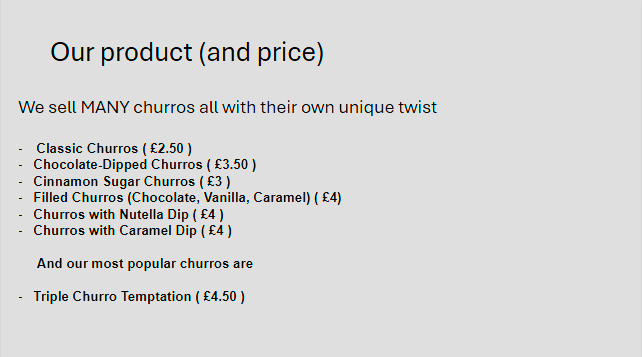 Our product (and price)
We sell MANY churros all with their own unique twist
- Classic Churros ( £2.50 )
- Chocolate-Dipped Churros ( £3.50 )
- Cinnamon Sugar Churros ( £3 )
- Filled Churros (Chocolate, Vanilla, Caramel) ( £4)
- Churros with Nutella Dip ( £4 )
- Churros with Caramel Dip ( £4 )
And our most popular churros are
- Triple Churro Temptation ( £4.50 )